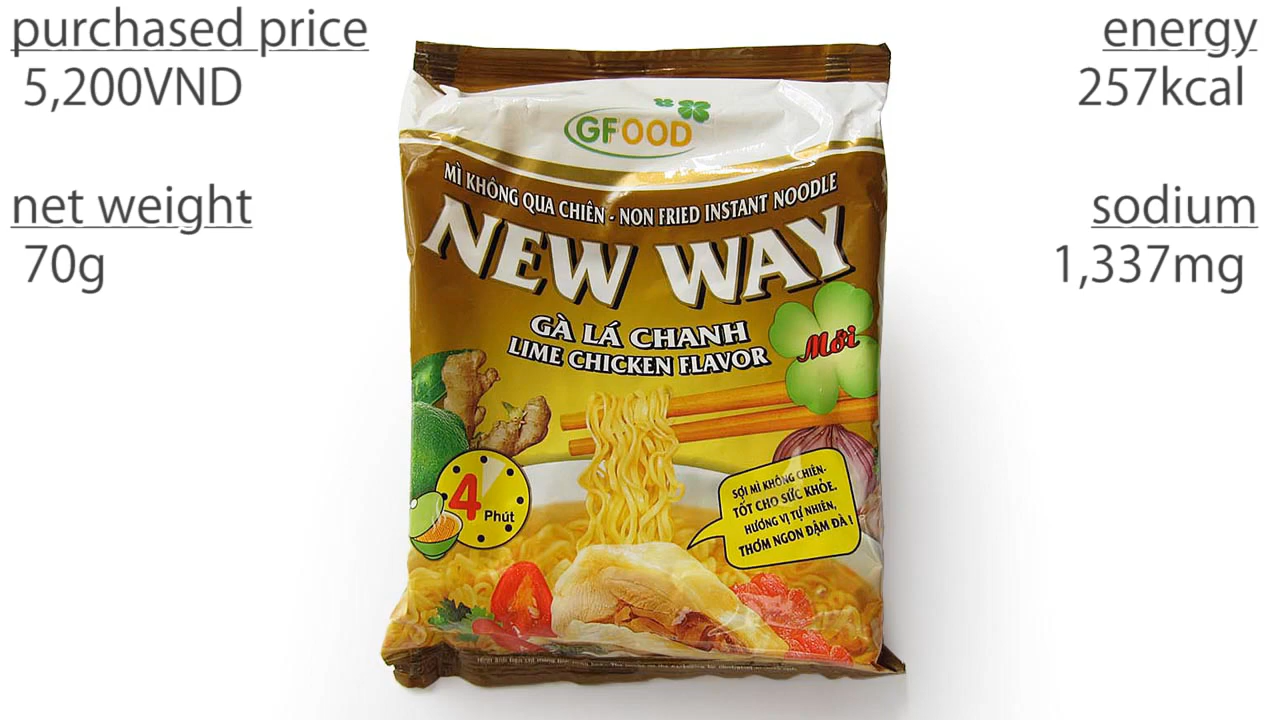 purchased price
5,200VND
net weight
70g
energy
257kcal
sodium
1,337mg
GFOOD
MÌ KHÔNG QUA CHIÊN - NON FRIED INSTANT NOODLE
NEW WAY
GÀ LÁ CHANH
LIME CHICKEN FLAVOR
Mới
4 Phút
SỢI MÌ KHÔNG CHIÊN-
TỐT CHO SỨC KHỎE.
HƯƠNG VỊ TỰ NHIÊN,
THƠM NGON ĐẬM ĐÀ !